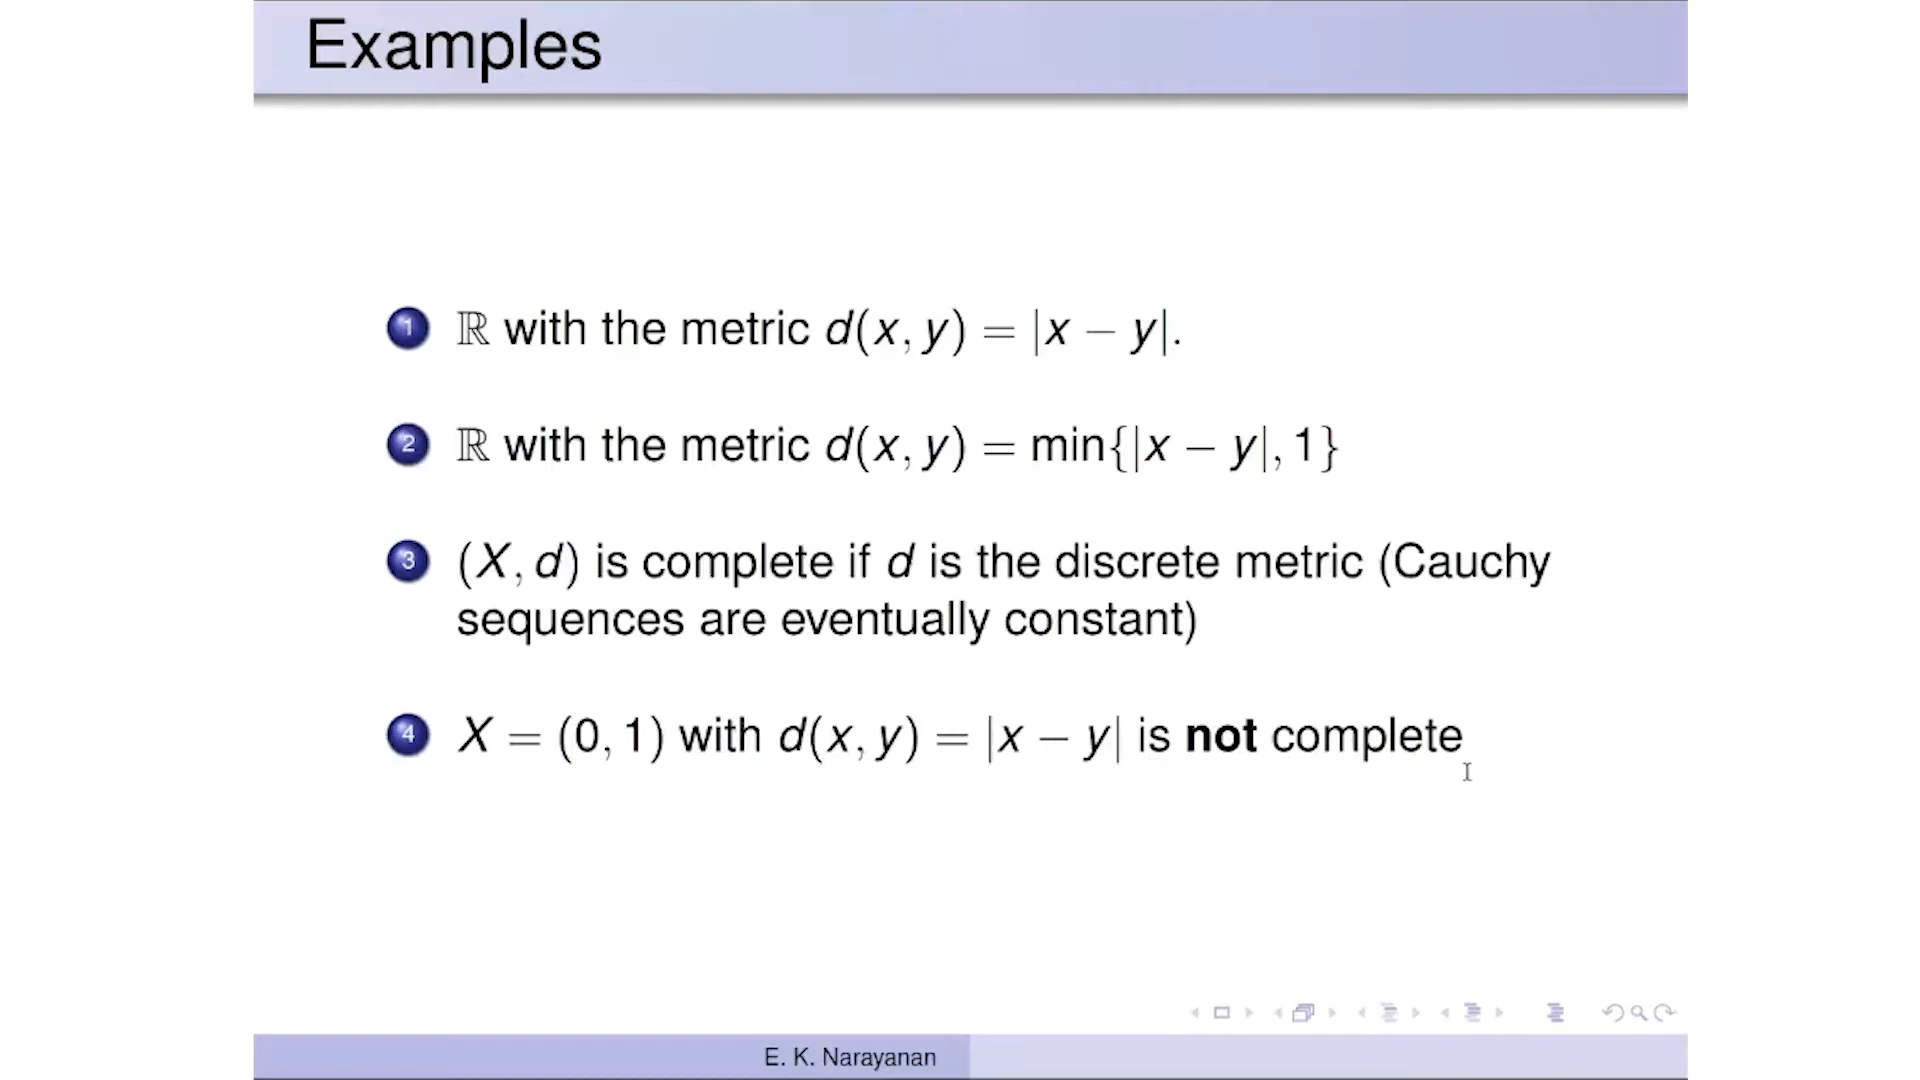 Examples
1 ℝ with the metric d(x, y) = |x − y|.
2 ℝ with the metric d(x, y) = min{|x − y|, 1}
3 (X, d) is complete if d is the discrete metric (Cauchy
sequences are eventually constant)
4 X = (0, 1) with d(x, y) = |x − y| is not complete
E. K. Narayanan